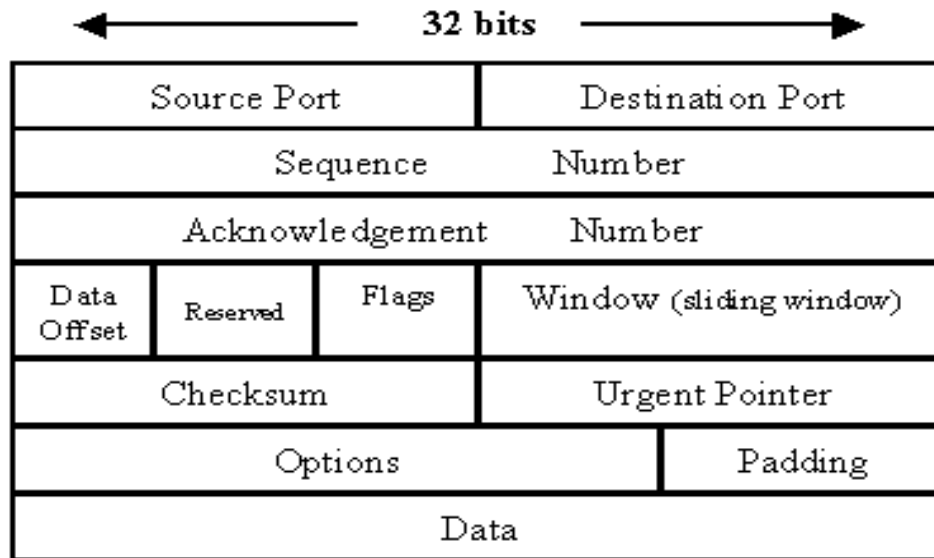 32 bits
Source Port Destination Port
Sequence Number
Acknowledgement Number
Data Offset Reserved Flags Window (sliding window)
Checksum Urgent Pointer
Options Padding
Data